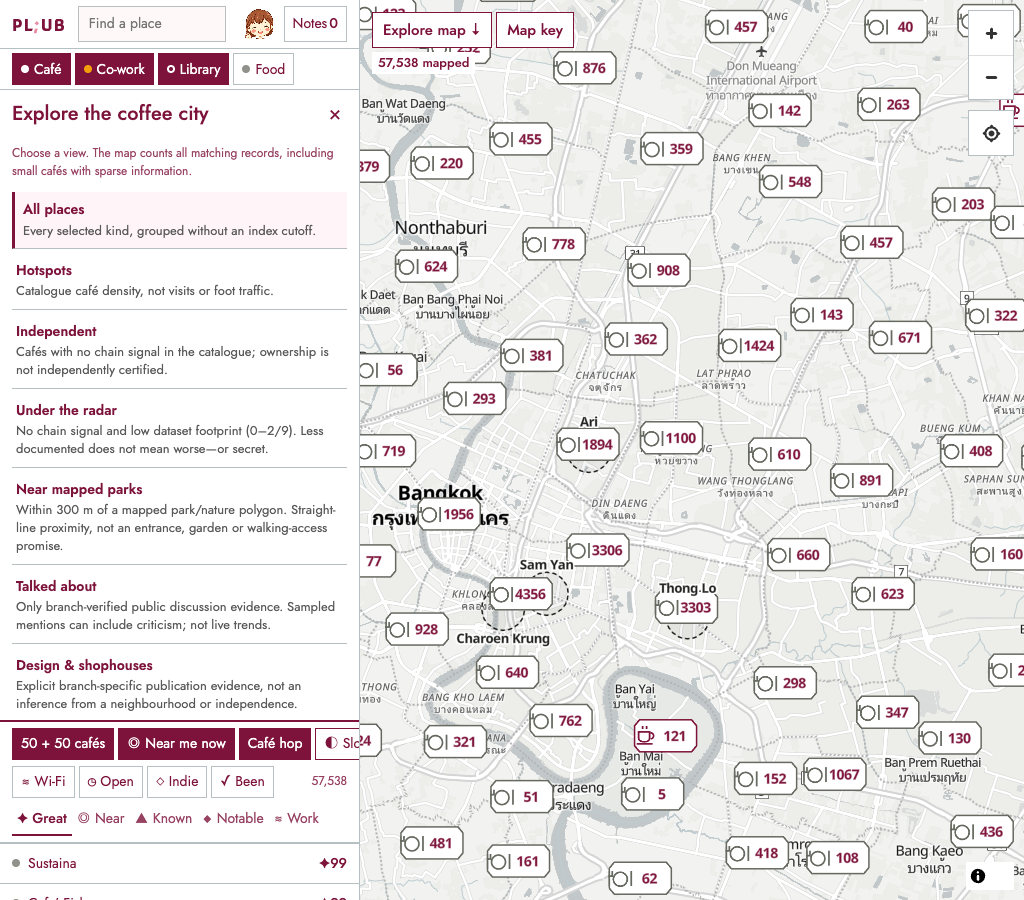 PL;UB
Find a place
Notes 0
Café
Co-work
Library
Food
Explore the coffee city
×
Choose a view. The map counts all matching records, including
small cafés with sparse information.
All places
Every selected kind, grouped without an index cutoff.
Hotspots
Catalogue café density, not visits or foot traffic.
Independent
Cafés with no chain signal in the catalogue; ownership is
not independently certified.
Under the radar
No chain signal and low dataset footprint (0–2/9). Less
documented does not mean worse—or secret.
Near mapped parks
Within 300 m of a mapped park/nature polygon. Straight-
line proximity, not an entrance, garden or walking-access
promise.
Talked about
Only branch-verified public discussion evidence. Sampled
mentions can include criticism; not live trends.
Design & shophouses
Explicit branch-specific publication evidence, not an
inference from a neighbourhood or independence.
50 + 50 cafés
◎ Near me now
Café hop
≈ Wi-Fi
◷ Open
◇ Indie
✓ Been
57,538
✦ Great
◎ Near
▲ Known
◆ Notable
≈ Work
Sustaina
✦99
Explore map ↓
Map key
57,538 mapped
+
−
457
40
876
Don Mueang
International Airport
142
263
Ban Wat Daeng
บ้านวัดแดง
455
359
220
BANG KHEN
บางเขน
548
203
Nonthaburi
778
457
624
908
Bang Bang Phai Noi
บ้านบางไผ่น้อย
143
9
322
362
671
381
1424
56
CHATUCHAK
จตุจักร
LAT PHRAO
ลาดพร้าว
293
Ari
1894
1100
719
610
BUENG KUM
408
WANG THONGLANG
วังทองหลาง
891
บางกะปิ
Bangkok
1956
DIN DAENG
ดินแดง
3306
660
77
Sam Yan
7
Thong Lo
3303
4356
623
928
Charoen Krung
640
298
BANG KHO LAEM
บางคอแหลม
Ban Yai
บ้านใหญ่
347
762
321
121
130
Ban Mai
บ้านใหม่
Ban Prem Ruethai
บ้านเปรมฤทัย
152
1067
51
5
436
481
161
418
108
Bang Kaeo
บางแก้ว
62